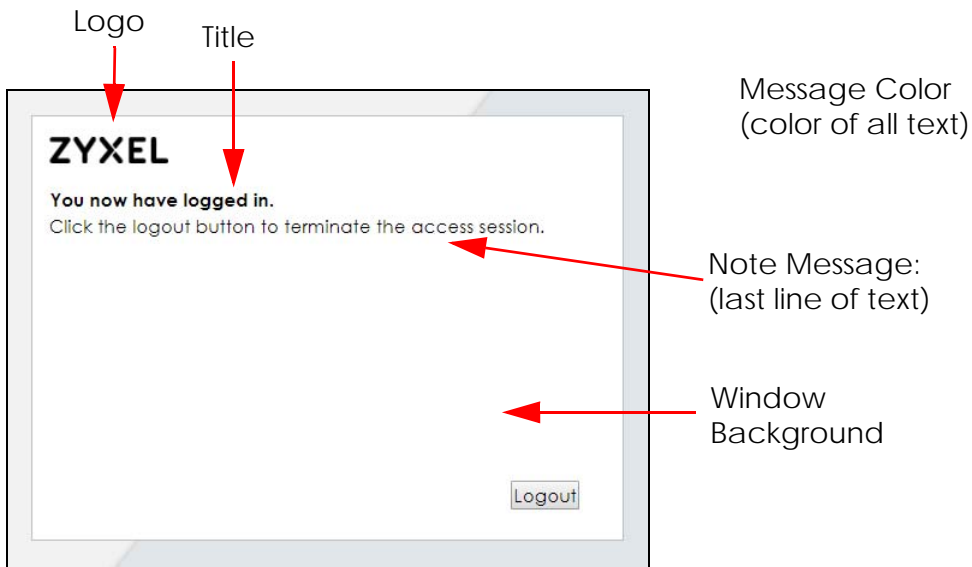 Logo
Title
Message Color
(color of all text)
ZYXEL
You now have logged in.
Click the logout button to terminate the access session.
Note Message:
(last line of text)
Window
Background
Logout